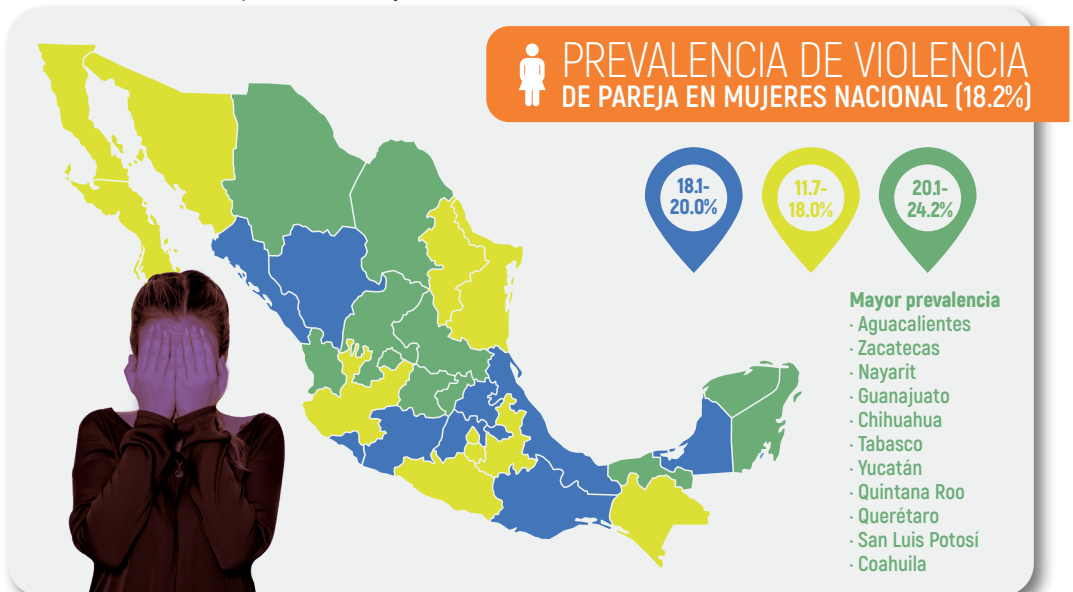 PREVALENCIA DE VIOLENCIA
DE PAREJA EN MUJERES NACIONAL (18.2%)
18.1-
20.0%
11.7-
18.0%
20.1-
24.2%
Mayor prevalencia
· Aguacalientes
· Zacatecas
· Nayarit
· Guanajuato
· Chihuahua
· Tabasco
· Yucatán
· Quintana Roo
· Querétaro
· San Luis Potosí
· Coahuila